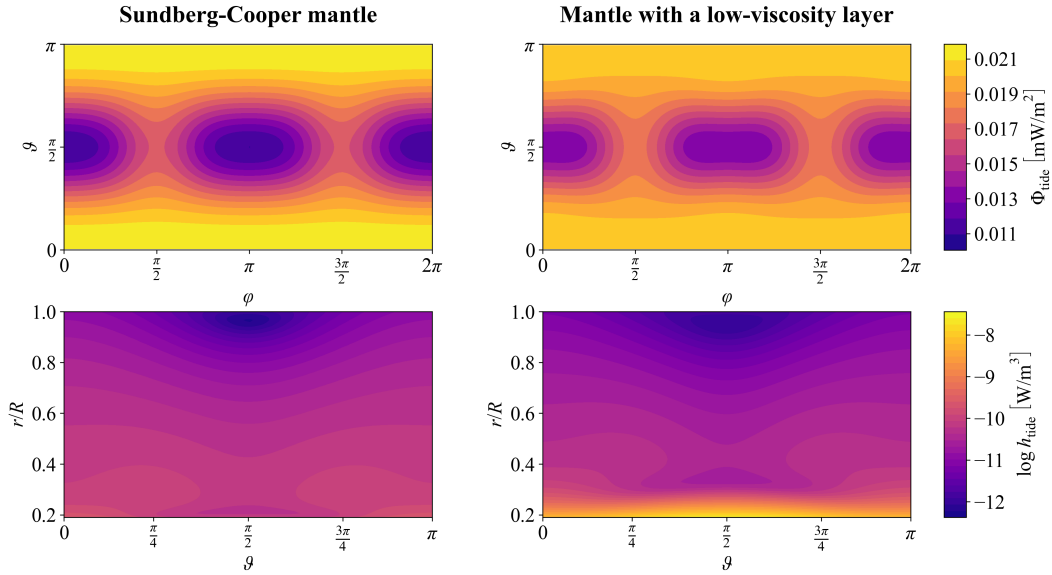 Sundberg-Cooper mantle
Mantle with a low-viscosity layer
π
π/2
0
ϑ
0 π/2 π 3π/2 2π
φ
π
π/2
0
ϑ
0 π/2 π 3π/2 2π
φ
0.021
0.019
0.017
0.015
0.013
0.011
Φ_tide [mW/m²]
1.0
0.8
0.6
0.4
0.2
r/R
0 π/4 π/2 3π/4 π
ϑ
1.0
0.8
0.6
0.4
0.2
r/R
0 π/4 π/2 3π/4 π
ϑ
−8
−9
−10
−11
−12
log h_tide [W/m³]